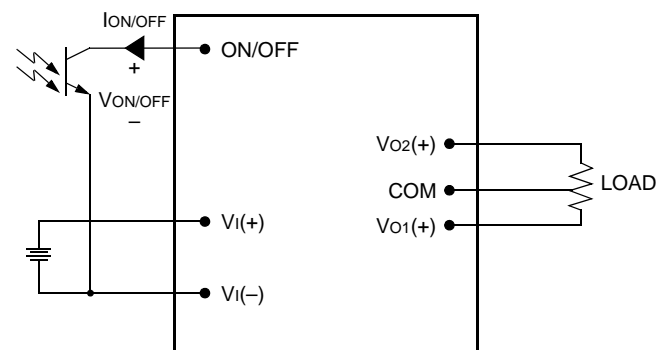 ION/OFF
ON/OFF
+
VON/OFF
–
VO2(+)
COM
LOAD
VO1(+)
VI(+)
VI(–)